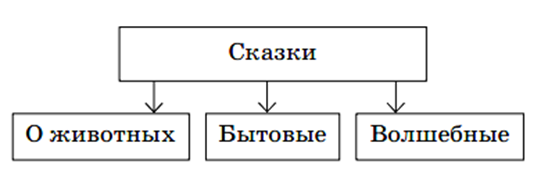 Сказки
О животных
Бытовые
Волшебные